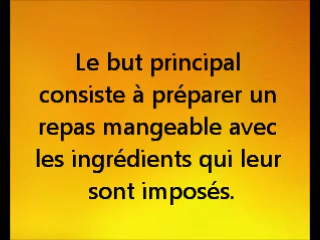 Le but principal
consiste à préparer un
repas mangeable avec
les ingrédients qui leur
sont imposés.